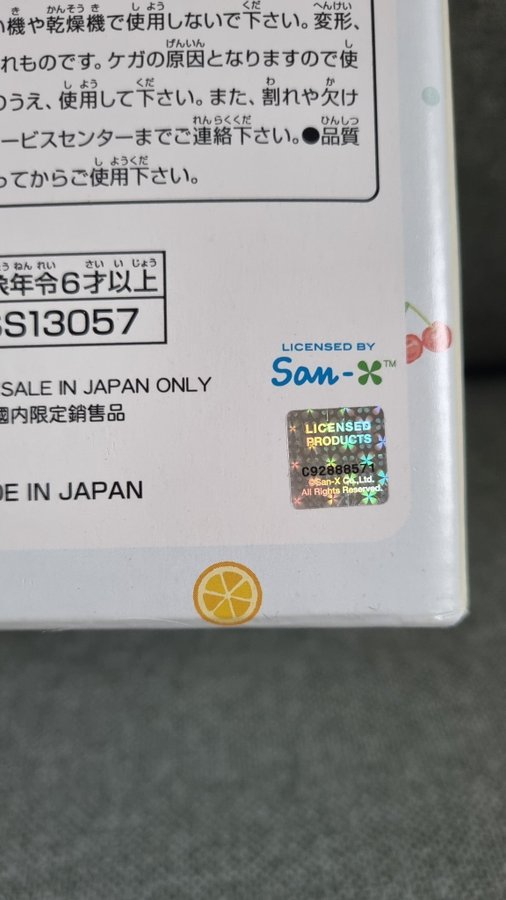 機や乾燥機で使用しないで下さい。変形、
れものです。ケガの原因となりますので使
のうえ、使用して下さい。また、割れや欠け
ービスセンターまでご連絡下さい。●品質
ってからご使用下さい。
象年令6才以上
SS13057
SALE IN JAPAN ONLY
國内限定銷售品
DE IN JAPAN
LICENSED BY
San-X™
LICENSED
PRODUCTS
C92888571
©San-X Co.,Ltd.
All Rights Reserved.